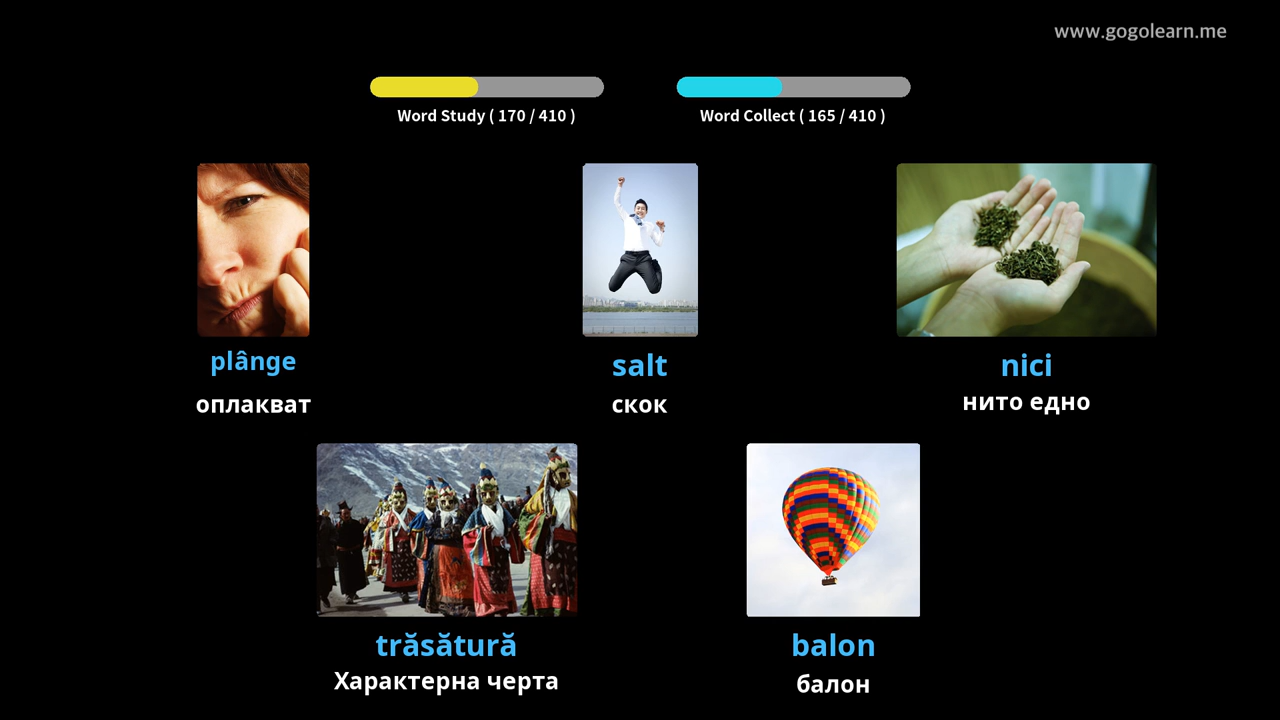 www.gogolearn.me
Word Study ( 170 / 410 )
Word Collect ( 165 / 410 )
plânge
оплакват
salt
скок
nici
нито едно
trăsătură
Характерна черта
balon
балон